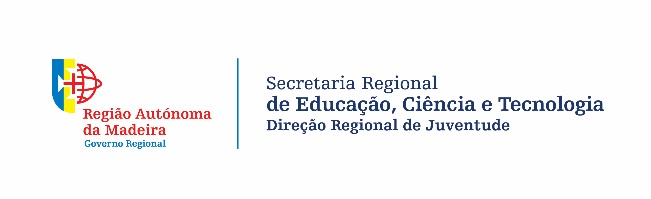 Região Autónoma
da Madeira
Governo Regional
Secretaria Regional
de Educação, Ciência e Tecnologia
Direção Regional de Juventude